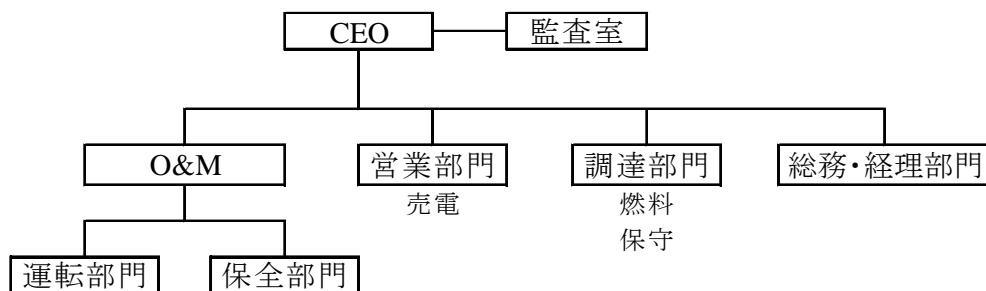 CEO
監査室
O&M
営業部門
調達部門
総務・経理部門
売電
燃料
保守
運転部門
保全部門